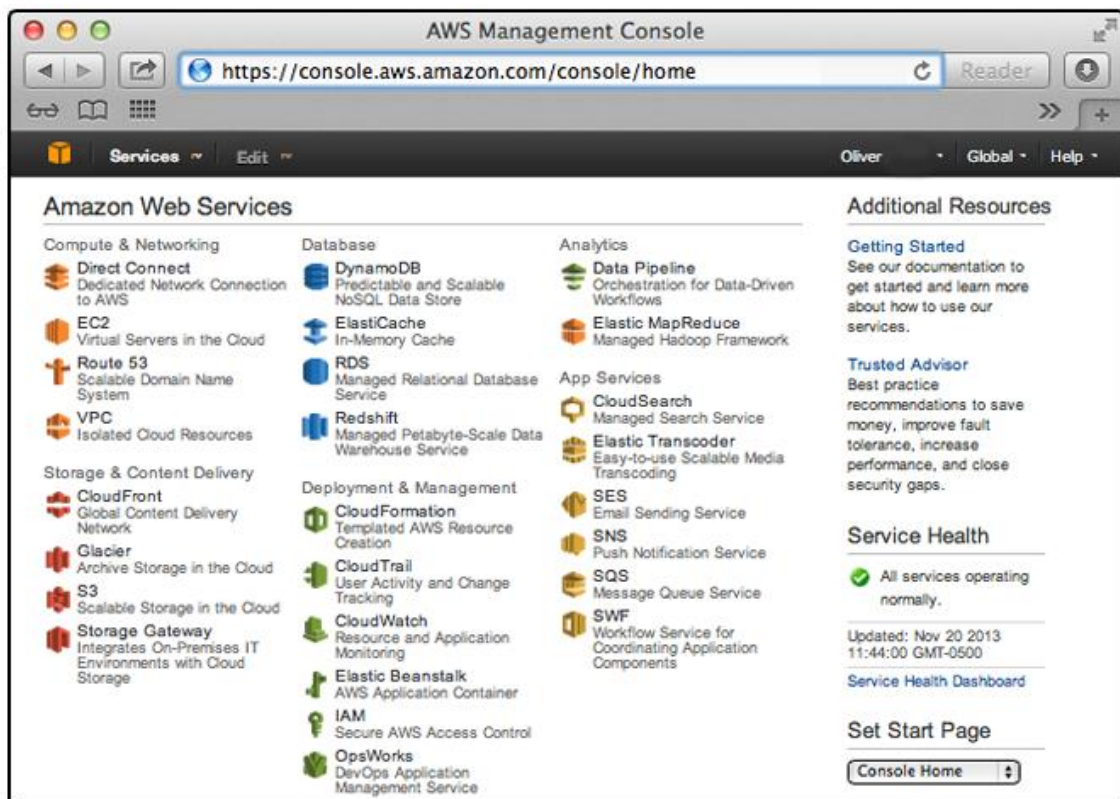 AWS Management Console
https://console.aws.amazon.com/console/home
Reader
Services
Edit
Oliver
Global
Help
Amazon Web Services
Compute & Networking
Direct Connect
Dedicated Network Connection
to AWS
EC2
Virtual Servers in the Cloud
Route 53
Scalable Domain Name
System
VPC
Isolated Cloud Resources
Storage & Content Delivery
CloudFront
Global Content Delivery
Network
Glacier
Archive Storage in the Cloud
S3
Scalable Storage in the Cloud
Storage Gateway
Integrates On-Premises IT
Environments with Cloud
Storage
Database
DynamoDB
Predictable and Scalable
NoSQL Data Store
ElastiCache
In-Memory Cache
RDS
Managed Relational Database
Service
Redshift
Managed Petabyte-Scale Data
Warehouse Service
Deployment & Management
CloudFormation
Templated AWS Resource
Creation
CloudTrail
User Activity and Change
Tracking
CloudWatch
Resource and Application
Monitoring
Elastic Beanstalk
AWS Application Container
IAM
Secure AWS Access Control
OpsWorks
DevOps Application
Management Service
Analytics
Data Pipeline
Orchestration for Data-Driven
Workflows
Elastic MapReduce
Managed Hadoop Framework
App Services
CloudSearch
Managed Search Service
Elastic Transcoder
Easy-to-use Scalable Media
Transcoding
SES
Email Sending Service
SNS
Push Notification Service
SQS
Message Queue Service
SWF
Workflow Service for
Coordinating Application
Components
Additional Resources
Getting Started
See our documentation to
get started and learn more
about how to use our
services.
Trusted Advisor
Best practice
recommendations to save
money, improve fault
tolerance, increase
performance, and close
security gaps.
Service Health
All services operating
normally.
Updated: Nov 20 2013
11:44:00 GMT-0500
Service Health Dashboard
Set Start Page
Console Home